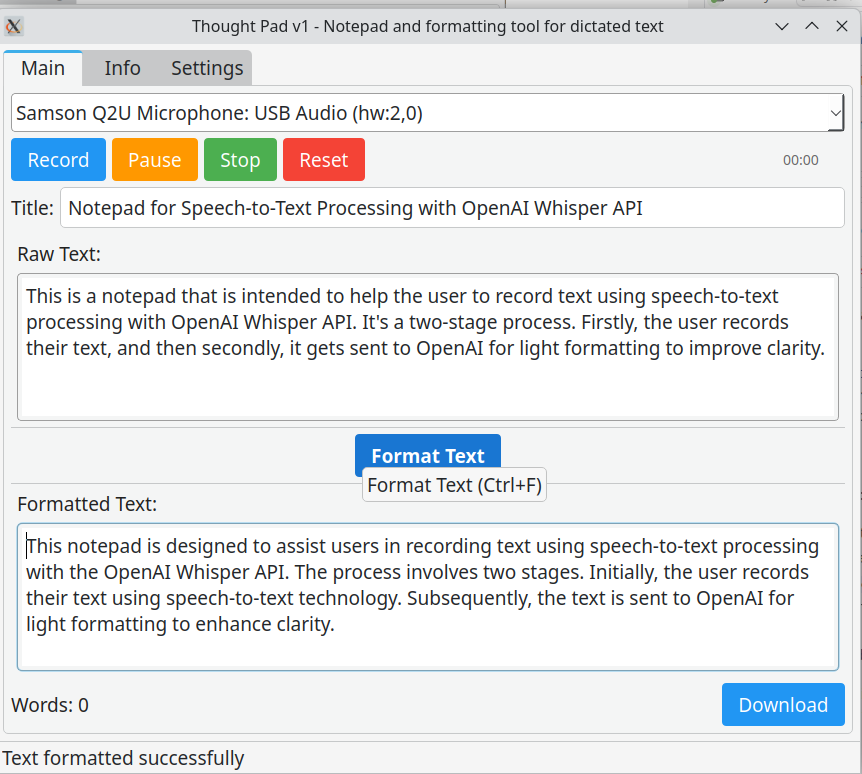 Thought Pad v1 - Notepad and formatting tool for dictated text
Main Info Settings
Samson Q2U Microphone: USB Audio (hw:2,0)
Record Pause Stop Reset 00:00
Title: Notepad for Speech-to-Text Processing with OpenAI Whisper API
Raw Text:
This is a notepad that is intended to help the user to record text using speech-to-text
processing with OpenAI Whisper API. It's a two-stage process. Firstly, the user records
their text, and then secondly, it gets sent to OpenAI for light formatting to improve clarity.
Format Text
Format Text (Ctrl+F)
Formatted Text:
This notepad is designed to assist users in recording text using speech-to-text processing
with the OpenAI Whisper API. The process involves two stages. Initially, the user records
their text using speech-to-text technology. Subsequently, the text is sent to OpenAI for
light formatting to enhance clarity.
Words: 0 Download
Text formatted successfully